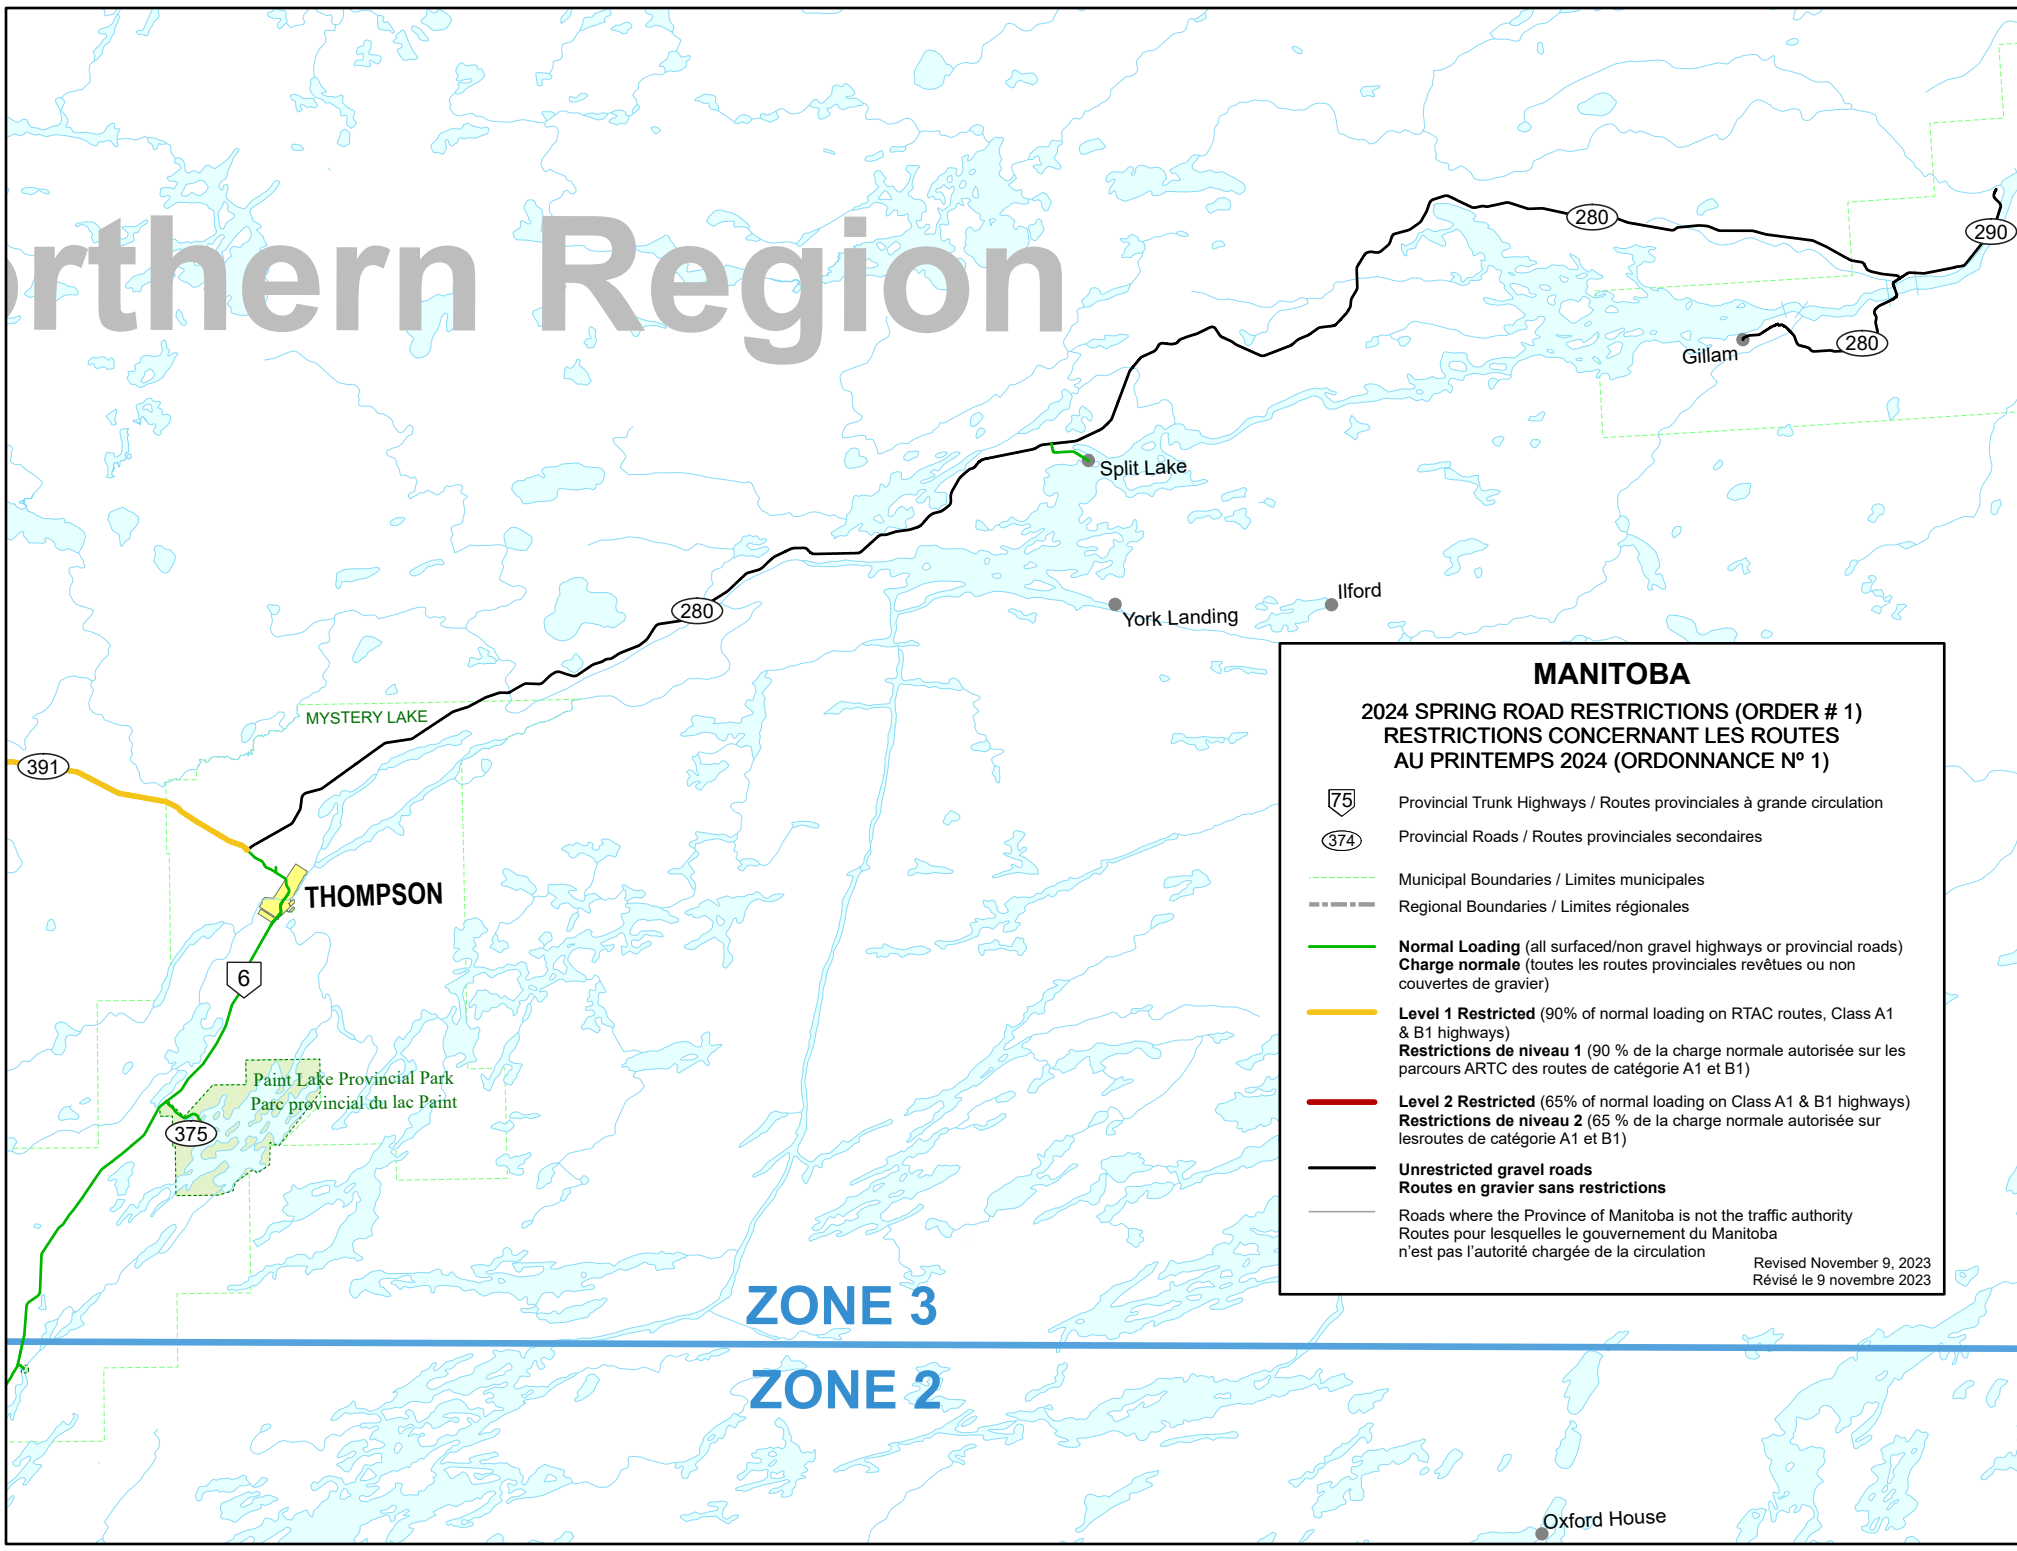 orthern Region
280
290
280
Gillam
Split Lake
280
York Landing
Ilford
MYSTERY LAKE
391
THOMPSON
6
Paint Lake Provincial Park
Parc provincial du lac Paint
375
ZONE 3
ZONE 2
Oxford House
MANITOBA
2024 SPRING ROAD RESTRICTIONS (ORDER # 1)
RESTRICTIONS CONCERNANT LES ROUTES
AU PRINTEMPS 2024 (ORDONNANCE Nº 1)
75 Provincial Trunk Highways / Routes provinciales à grande circulation
374 Provincial Roads / Routes provinciales secondaires
Municipal Boundaries / Limites municipales
Regional Boundaries / Limites régionales
Normal Loading (all surfaced/non gravel highways or provincial roads)
Charge normale (toutes les routes provinciales revêtues ou non
couvertes de gravier)
Level 1 Restricted (90% of normal loading on RTAC routes, Class A1
& B1 highways)
Restrictions de niveau 1 (90 % de la charge normale autorisée sur les
parcours ARTC des routes de catégorie A1 et B1)
Level 2 Restricted (65% of normal loading on Class A1 & B1 highways)
Restrictions de niveau 2 (65 % de la charge normale autorisée sur
lesroutes de catégorie A1 et B1)
Unrestricted gravel roads
Routes en gravier sans restrictions
Roads where the Province of Manitoba is not the traffic authority
Routes pour lesquelles le gouvernement du Manitoba
n'est pas l'autorité chargée de la circulation
Revised November 9, 2023
Révisé le 9 novembre 2023